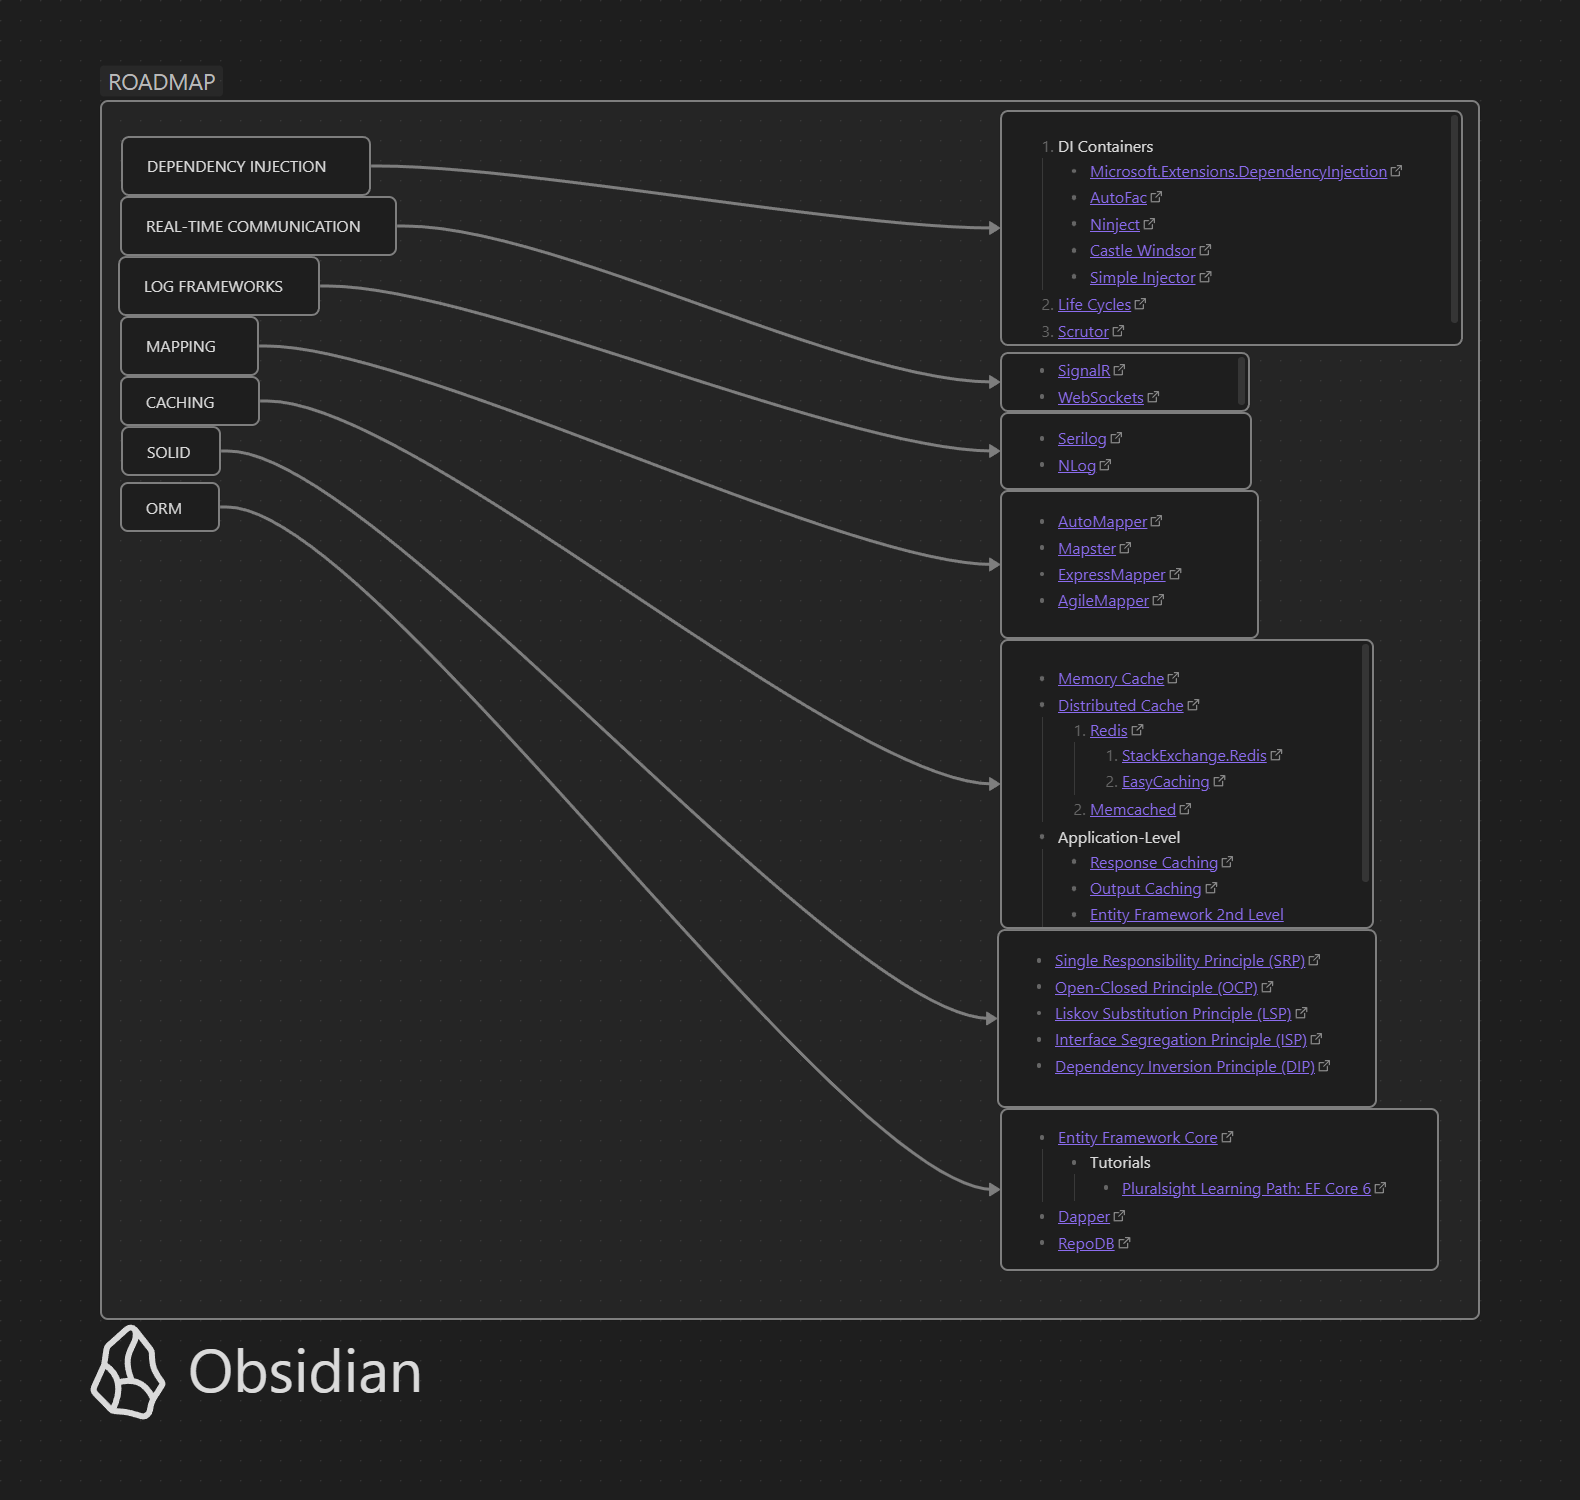 ROADMAP
DEPENDENCY INJECTION
REAL-TIME COMMUNICATION
LOG FRAMEWORKS
MAPPING
CACHING
SOLID
ORM
1. DI Containers
Microsoft.Extensions.DependencyInjection
AutoFac
Ninject
Castle Windsor
Simple Injector
2. Life Cycles
3. Scrutor
SignalR
WebSockets
Serilog
NLog
AutoMapper
Mapster
ExpressMapper
AgileMapper
Memory Cache
Distributed Cache
1. Redis
1. StackExchange.Redis
2. EasyCaching
2. Memcached
Application-Level
Response Caching
Output Caching
Entity Framework 2nd Level
Single Responsibility Principle (SRP)
Open-Closed Principle (OCP)
Liskov Substitution Principle (LSP)
Interface Segregation Principle (ISP)
Dependency Inversion Principle (DIP)
Entity Framework Core
Tutorials
Pluralsight Learning Path: EF Core 6
Dapper
RepoDB
Obsidian